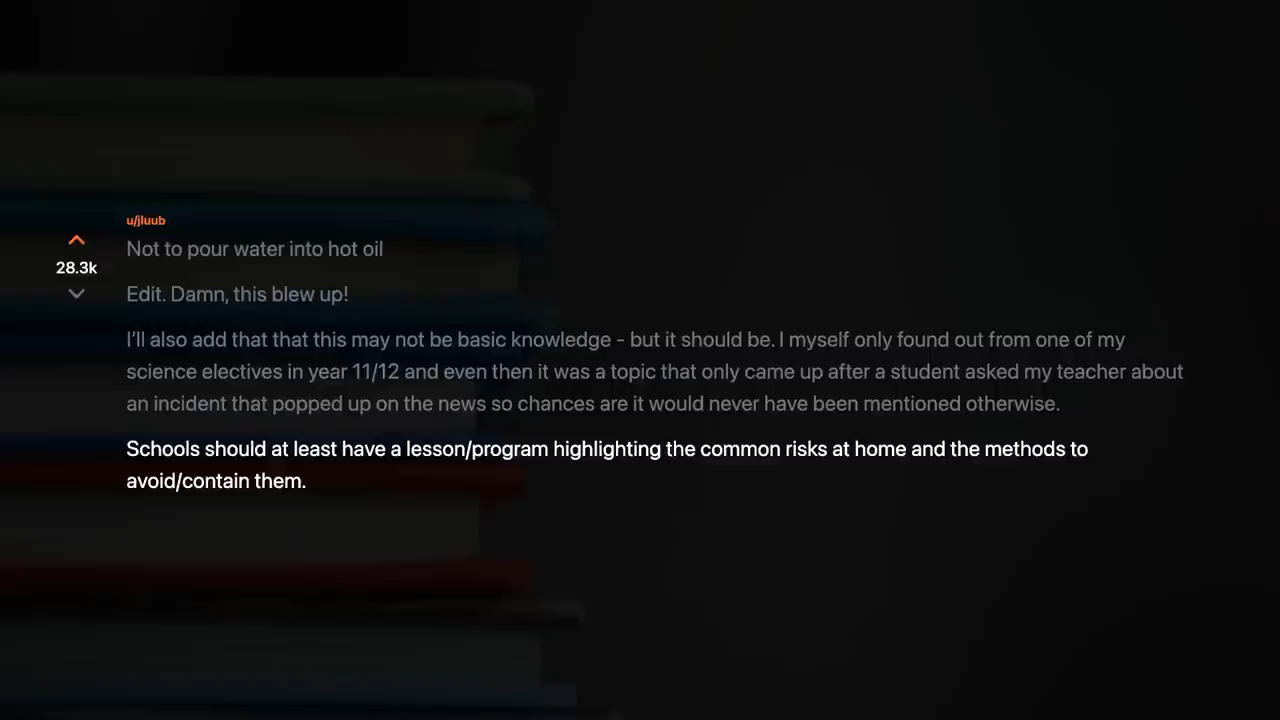 u/jluub
Not to pour water into hot oil
28.3k
Edit. Damn, this blew up!
I'll also add that that this may not be basic knowledge - but it should be. I myself only found out from one of my
science electives in year 11/12 and even then it was a topic that only came up after a student asked my teacher about
an incident that popped up on the news so chances are it would never have been mentioned otherwise.
Schools should at least have a lesson/program highlighting the common risks at home and the methods to
avoid/contain them.